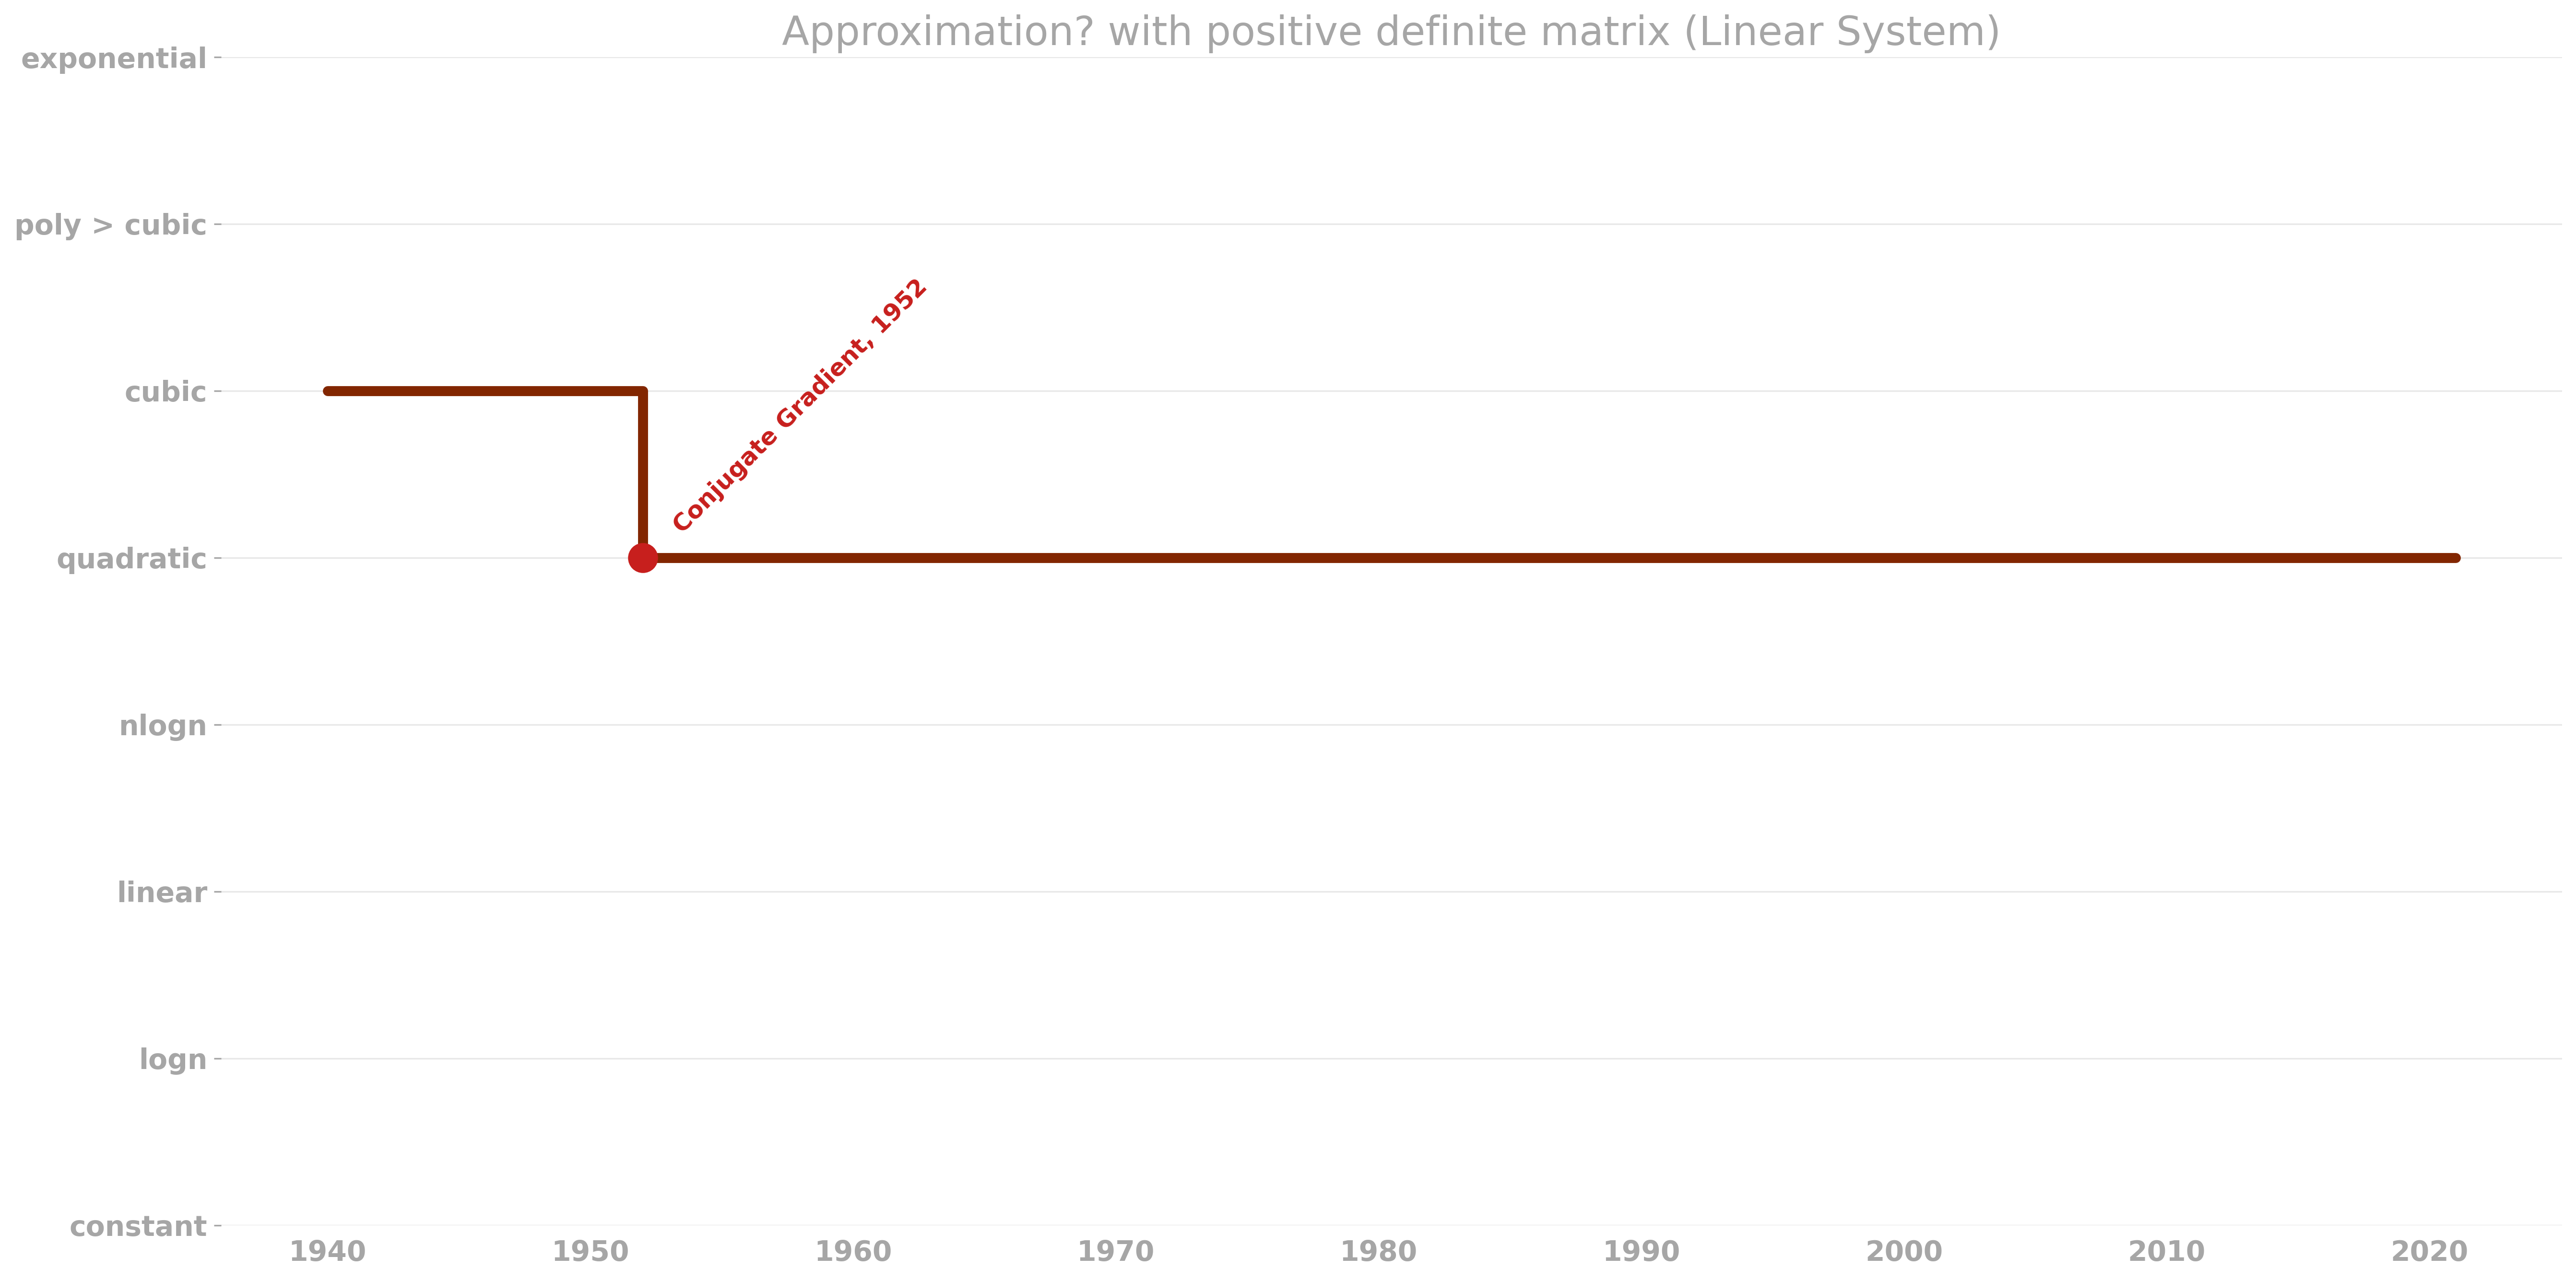 Approximation? with positive definite matrix (Linear System)
exponential
poly > cubic
cubic
quadratic
nlogn
linear
logn
constant
Conjugate Gradient, 1952
1940 1950 1960 1970 1980 1990 2000 2010 2020